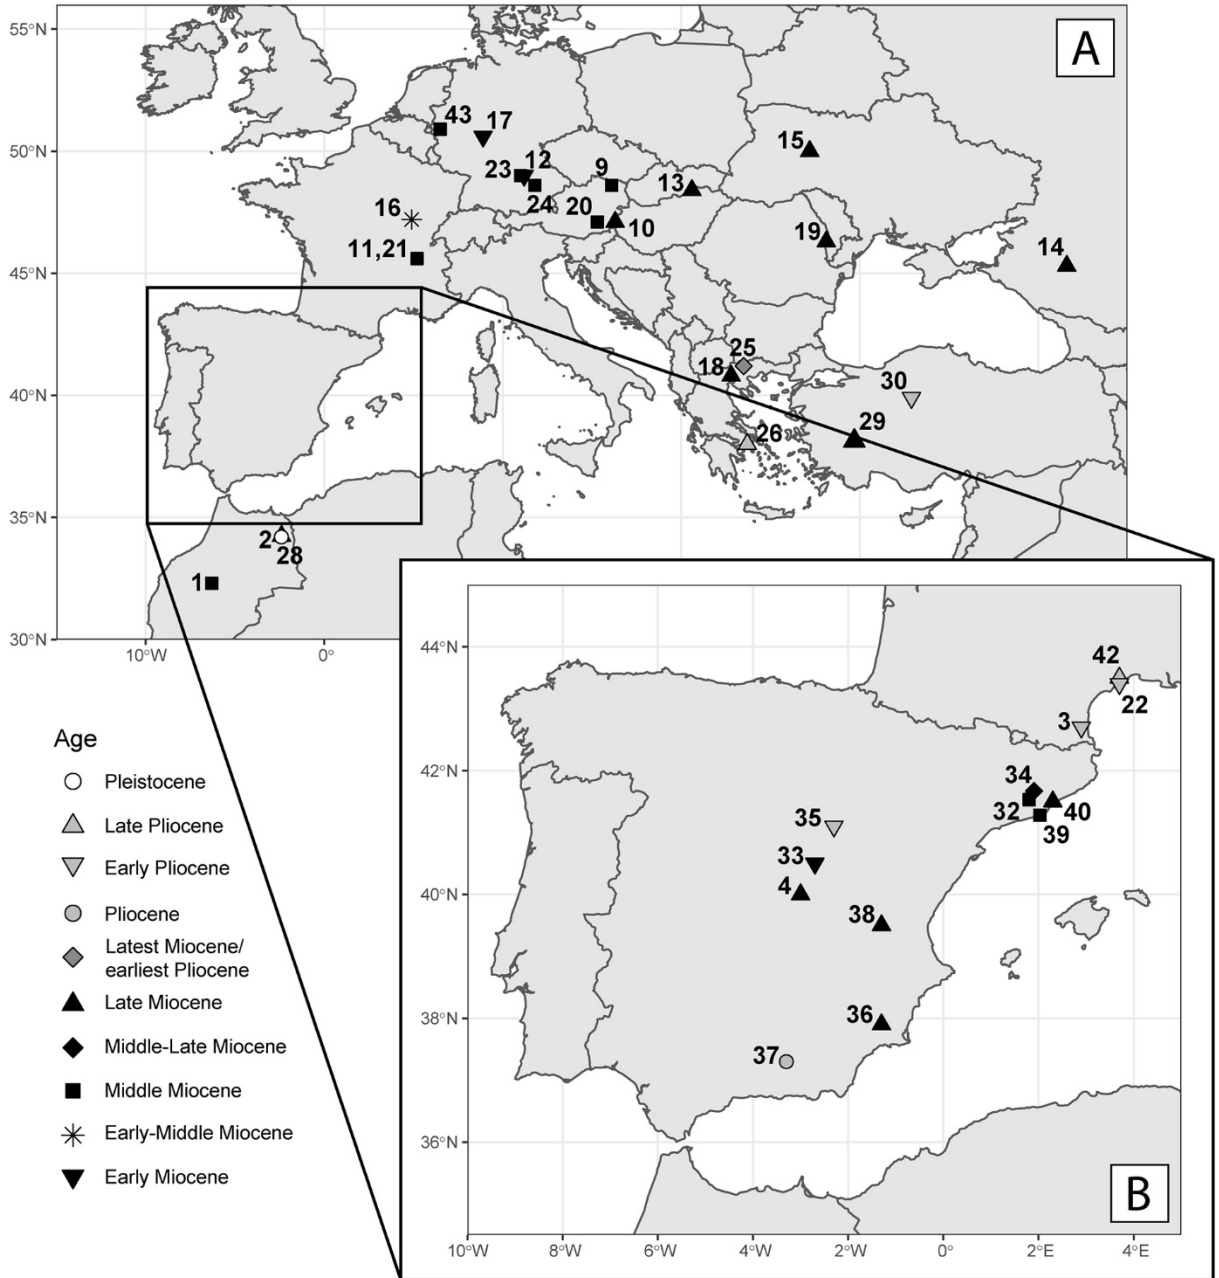 A
55°N
50°N
45°N
40°N
35°N
30°N
10°W
0°
43
17
15
23
12
9
13
24
20
10
16
19
14
11,21
25
18
30
29
26
2
28
1
Age
Pleistocene
Late Pliocene
Early Pliocene
Pliocene
Latest Miocene/
earliest Pliocene
Late Miocene
Middle-Late Miocene
Middle Miocene
Early-Middle Miocene
Early Miocene
44°N
42°N
40°N
38°N
36°N
42
22
3
34
32
40
39
35
33
4
38
36
37
B
10°W
8°W
6°W
4°W
2°W
0°
2°E
4°E